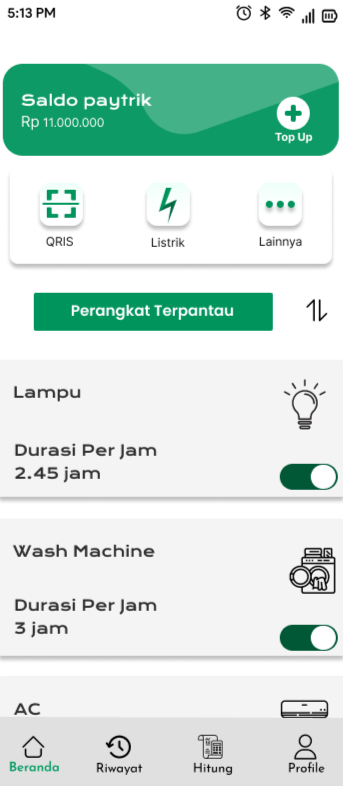 5:13 PM
Saldo paytrik
Rp 11.000.000
Top Up
QRIS
Listrik
Lainnya
Perangkat Terpantau
Lampu
Durasi Per Jam
2.45 jam
Wash Machine
Durasi Per Jam
3 jam
AC
Beranda
Riwayat
Hitung
Profile